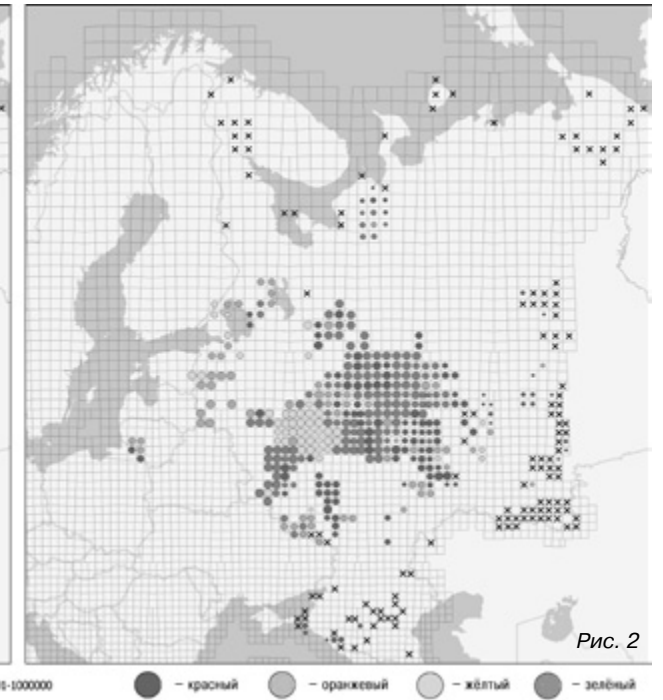 Рис. 2
– красный – оранжевый – жёлтый – зелёный